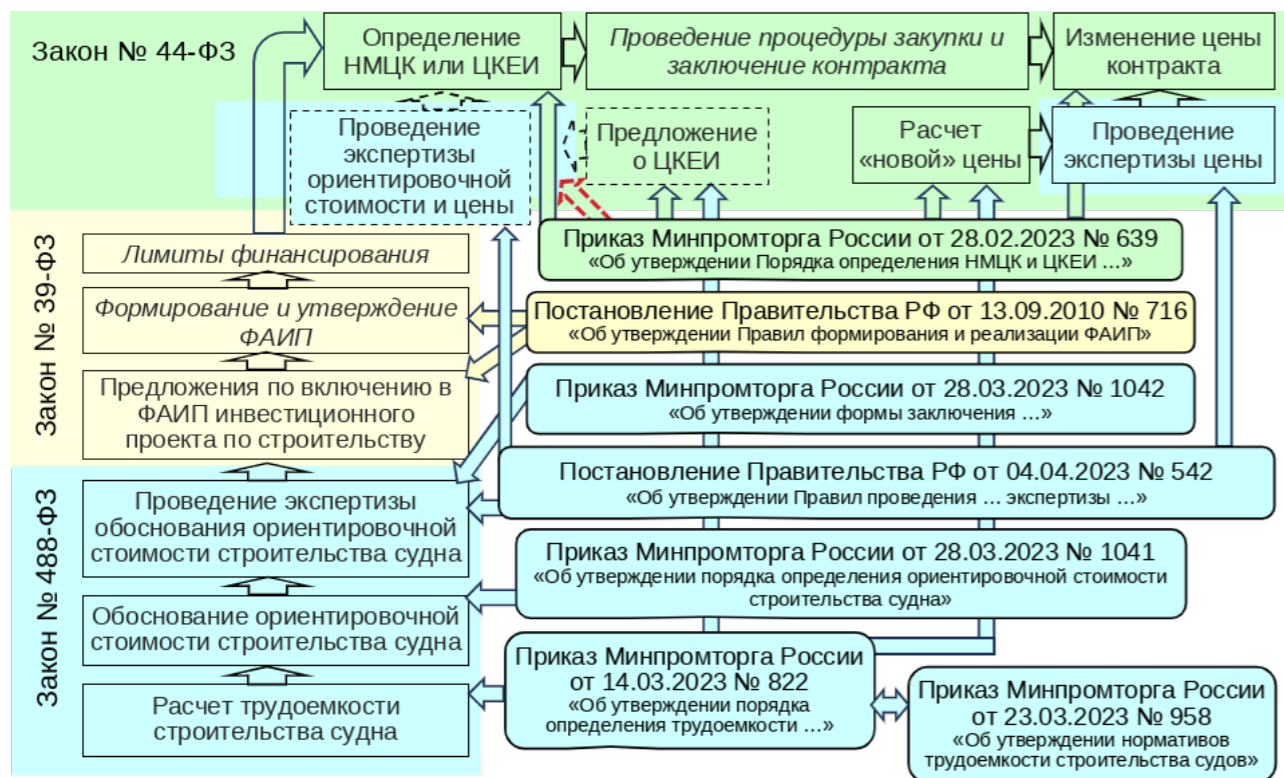 Закон № 44-ФЗ
Определение
НМЦК или ЦКЕИ
Проведение процедуры закупки и
заключение контракта
Изменение цены
контракта
Проведение
экспертизы
ориентировочной
стоимости и цены
Предложение
о ЦКЕИ
Расчет
«новой» цены
Проведение
экспертизы цены
Закон № 39-ФЗ
Лимиты финансирования
Формирование и утверждение
ФАИП
Предложения по включению в
ФАИП инвестиционного
проекта по строительству
Приказ Минпромторга России от 28.02.2023 № 639
«Об утверждении Порядка определения НМЦК и ЦКЕИ ...»
Постановление Правительства РФ от 13.09.2010 № 716
«Об утверждении Правил формирования и реализации ФАИП»
Приказ Минпромторга России от 28.03.2023 № 1042
«Об утверждении формы заключения ...»
Закон № 488-ФЗ
Проведение экспертизы
обоснования ориентировочной
стоимости строительства судна
Обоснование ориентировочной
стоимости строительства судна
Расчет трудоемкости
строительства судна
Постановление Правительства РФ от 04.04.2023 № 542
«Об утверждении Правил проведения ... экспертизы ...»
Приказ Минпромторга России от 28.03.2023 № 1041
«Об утверждении порядка определения ориентировочной стоимости
строительства судна»
Приказ Минпромторга России
от 14.03.2023 № 822
«Об утверждении порядка
определения трудоемкости ...»
Приказ Минпромторга России
от 23.03.2023 № 958
«Об утверждении нормативов
трудоемкости строительства судов»